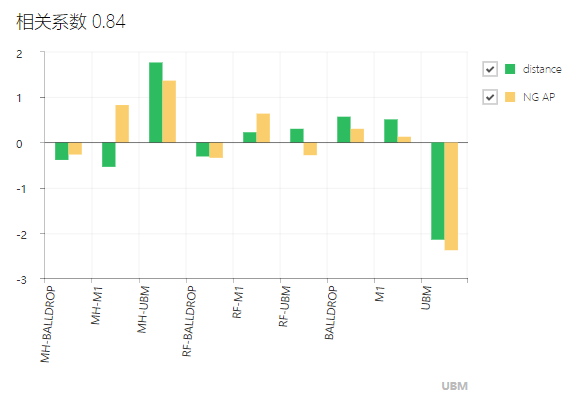 相关系数 0.84
2
1
0
-1
-2
-3
MH-BALLDROP
MH-M1
MH-UBM
RF-BALLDROP
RF-M1
RF-UBM
BALLDROP
M1
UBM
distance
NG AP
UBM